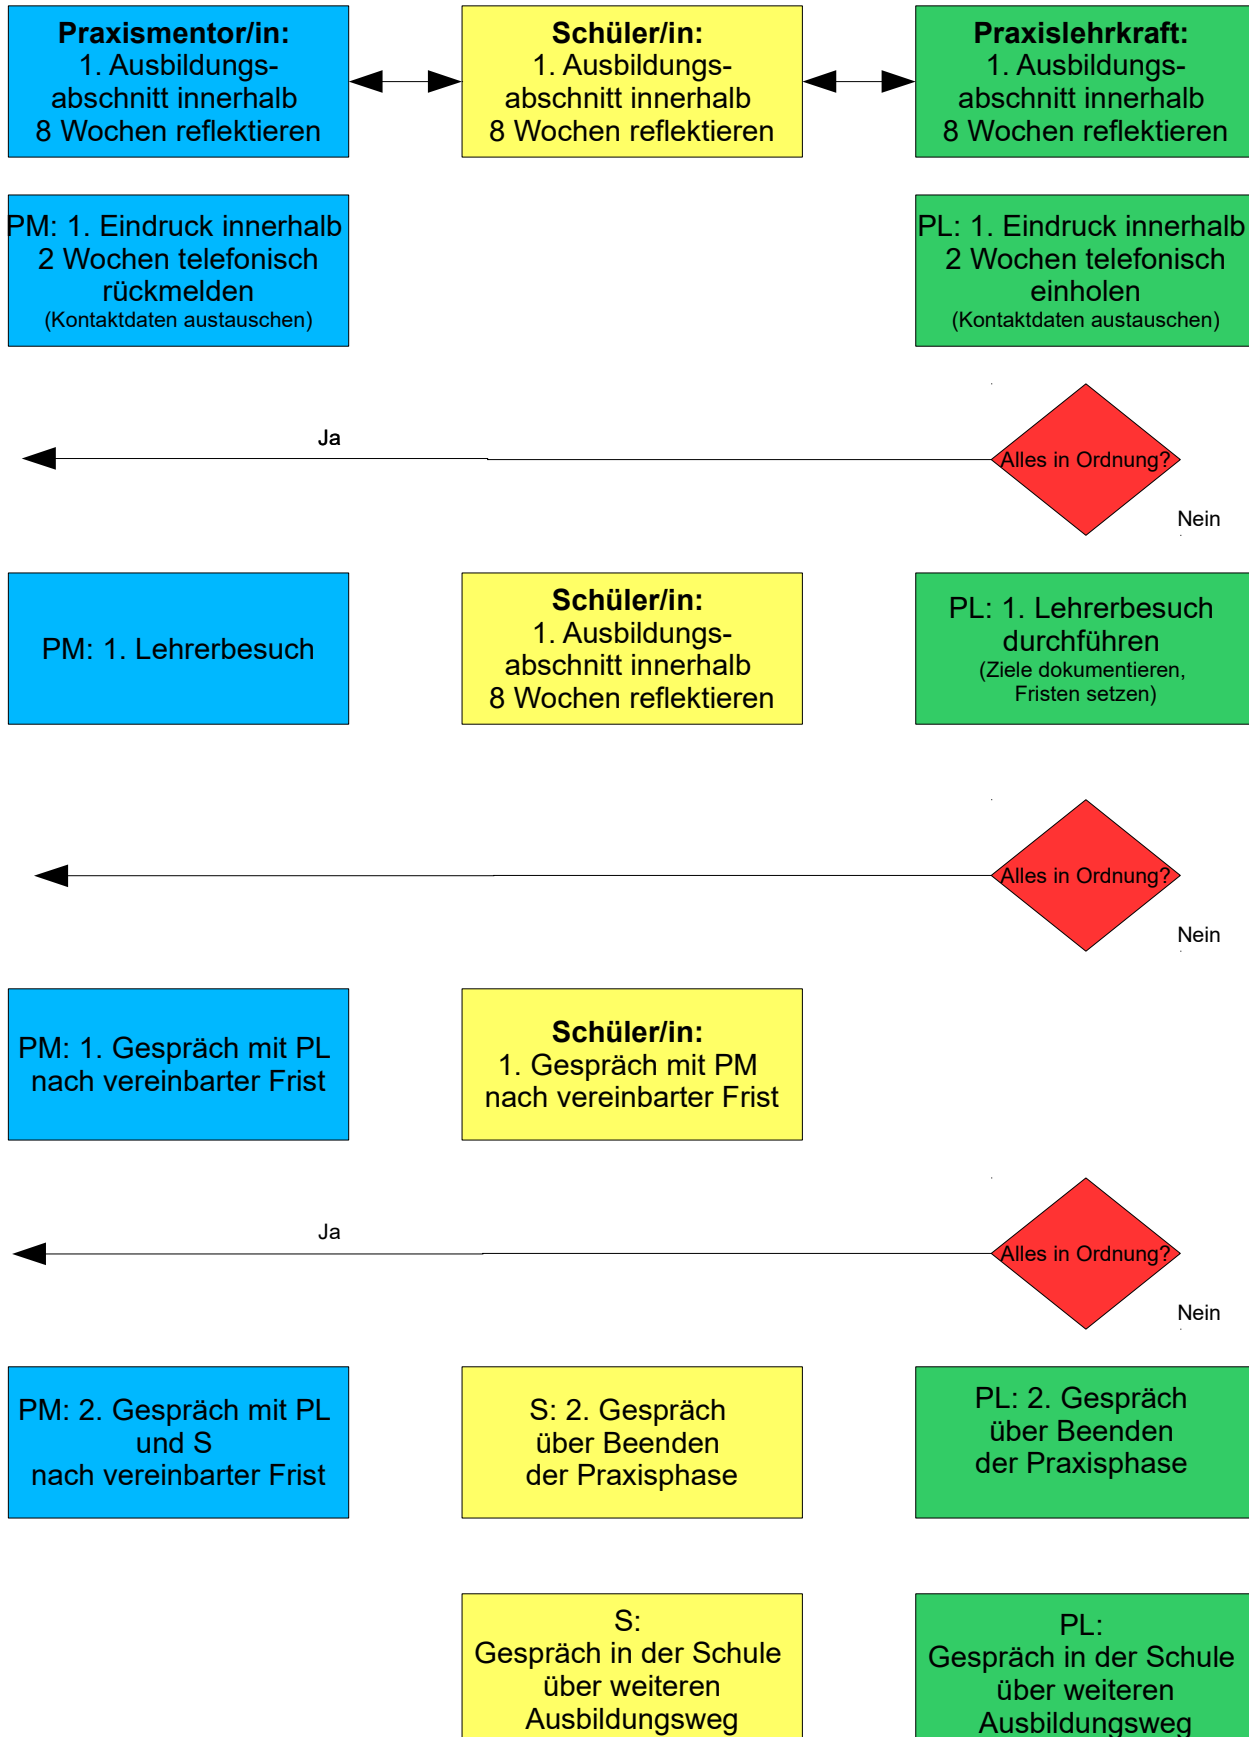 Praxismentor/in:
1. Ausbildungs-
abschnitt innerhalb
8 Wochen reflektieren
Schüler/in:
1. Ausbildungs-
abschnitt innerhalb
8 Wochen reflektieren
Praxislehrkraft:
1. Ausbildungs-
abschnitt innerhalb
8 Wochen reflektieren
PM: 1. Eindruck innerhalb
2 Wochen telefonisch
rückmelden
(Kontaktdaten austauschen)
PL: 1. Eindruck innerhalb
2 Wochen telefonisch
einholen
(Kontaktdaten austauschen)
Ja
Alles in Ordnung?
Nein
PM: 1. Lehrerbesuch
Schüler/in:
1. Ausbildungs-
abschnitt innerhalb
8 Wochen reflektieren
PL: 1. Lehrerbesuch
durchführen
(Ziele dokumentieren,
Fristen setzen)
Alles in Ordnung?
Nein
PM: 1. Gespräch mit PL
nach vereinbarter Frist
Schüler/in:
1. Gespräch mit PM
nach vereinbarter Frist
Ja
Alles in Ordnung?
Nein
PM: 2. Gespräch mit PL
und S
nach vereinbarter Frist
S: 2. Gespräch
über Beenden
der Praxisphase
PL: 2. Gespräch
über Beenden
der Praxisphase
S:
Gespräch in der Schule
über weiteren
Ausbildungsweg
PL:
Gespräch in der Schule
über weiteren
Ausbildungsweg